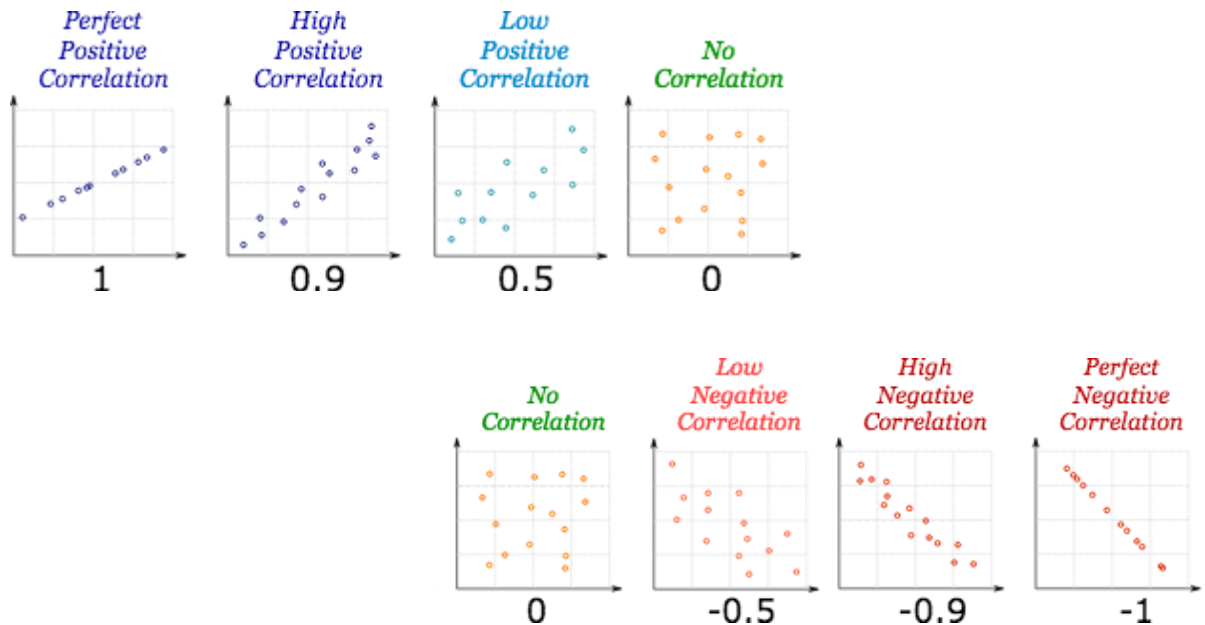 Perfect
Positive
Correlation
High
Positive
Correlation
Low
Positive
Correlation
No
Correlation
1
0.9
0.5
0
No
Correlation
Low
Negative
Correlation
High
Negative
Correlation
Perfect
Negative
Correlation
0
-0.5
-0.9
-1